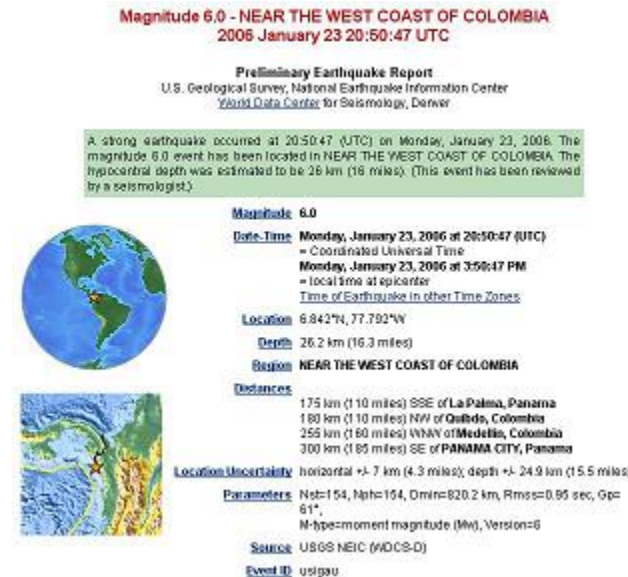 Magnitude 6.0 - NEAR THE WEST COAST OF COLOMBIA
2006 January 23 20:50:47 UTC
Preliminary Earthquake Report
U.S. Geological Survey, National Earthquake Information Center
World Data Center for Seismology, Denver
A strong earthquake occurred at 20:50:47 (UTC) on Monday, January 23, 2006. The
magnitude 6.0 event has been located in NEAR THE WEST COAST OF COLOMBIA. The
hypocentral depth was estimated to be 26 km (16 miles). (This event has been reviewed
by a seismologist.)
Magnitude 6.0
Date-Time Monday, January 23, 2006 at 20:50:47 (UTC)
= Coordinated Universal Time
Monday, January 23, 2006 at 3:50:47 PM
= local time at epicenter
Time of Earthquake in other Time Zones
Location 6.842°N, 77.792°W
Depth 26.2 km (16.3 miles)
Region NEAR THE WEST COAST OF COLOMBIA
Distances
175 km (110 miles) SSE of La Palma, Panama
180 km (110 miles) NW of Quibdo, Colombia
255 km (160 miles) WNW of Medellin, Colombia
300 km (185 miles) SE of PANAMA CITY, Panama
Location Uncertainty horizontal +/- 7 km (4.3 miles); depth +/- 24.9 km (15.5 miles)
Parameters Nst=154, Nph=154, Dmin=820.2 km, Rmss=0.95 sec, Gp=
61°,
M-type=moment magnitude (Mw), Version=6
Source USGS NEIC (WDCS-D)
Event ID usigau